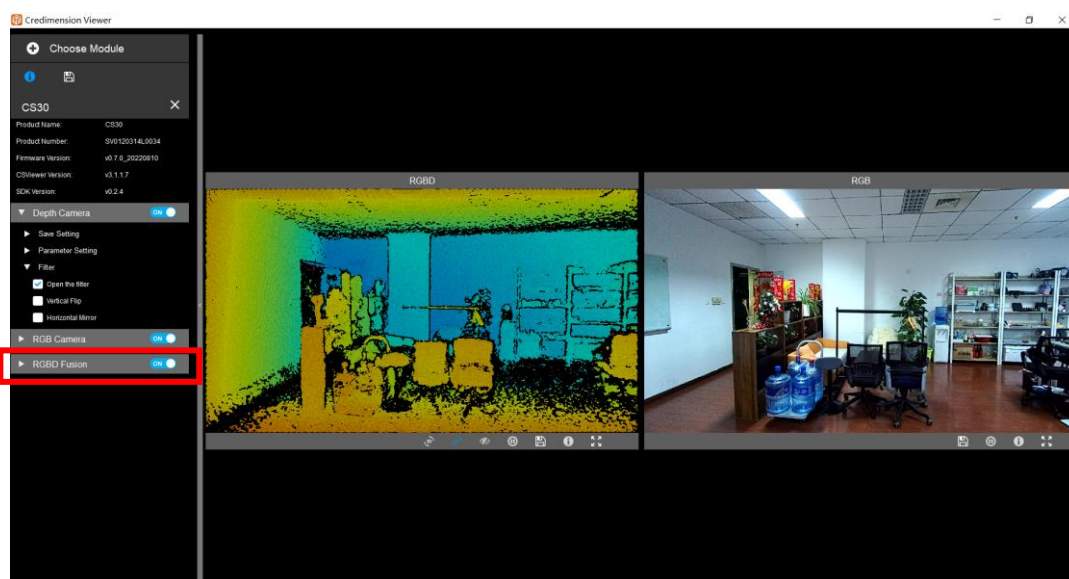 Credimension Viewer
Choose Module
CS30
Product Name: CS30
Product Number: SV0120314L0034
Firmware Version: v0.7.0_20220810
CSViewer Version: v3.1.1.7
SDK Version: v0.2.4
Depth Camera ON
Save Setting
Parameter Setting
Filter
Open the filter
Vertical Flip
Horizontal Mirror
RGB Camera ON
RGBD Fusion ON
RGBD
RGB